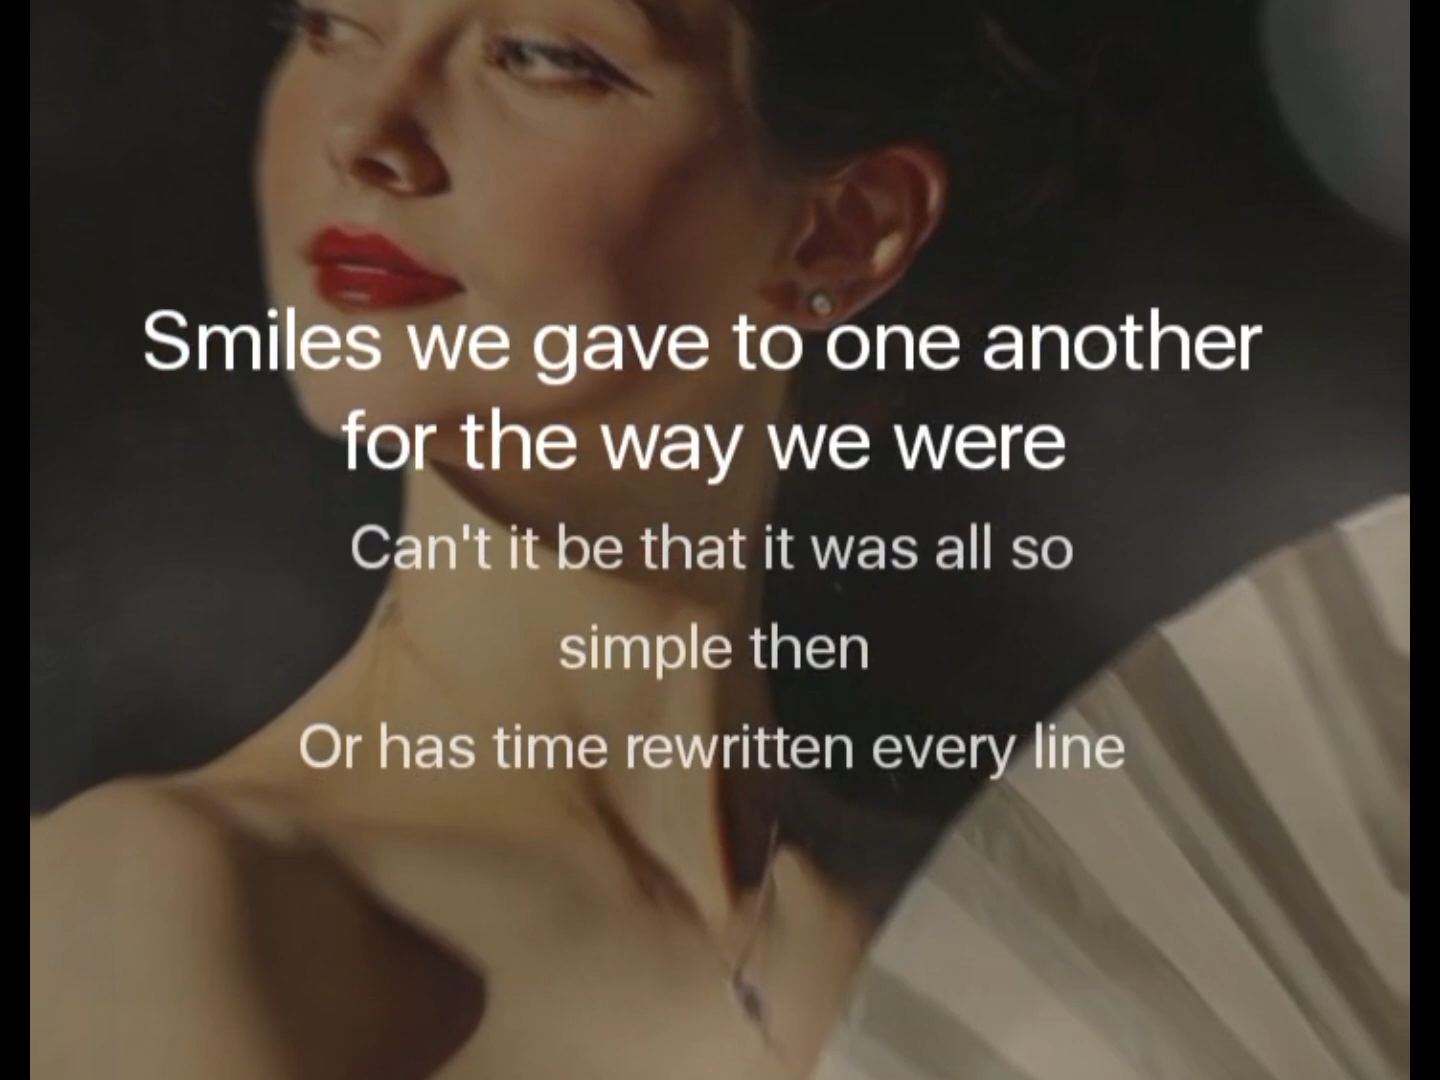 Smiles we gave to one another
for the way we were
Can't it be that it was all so
simple then
Or has time rewritten every line